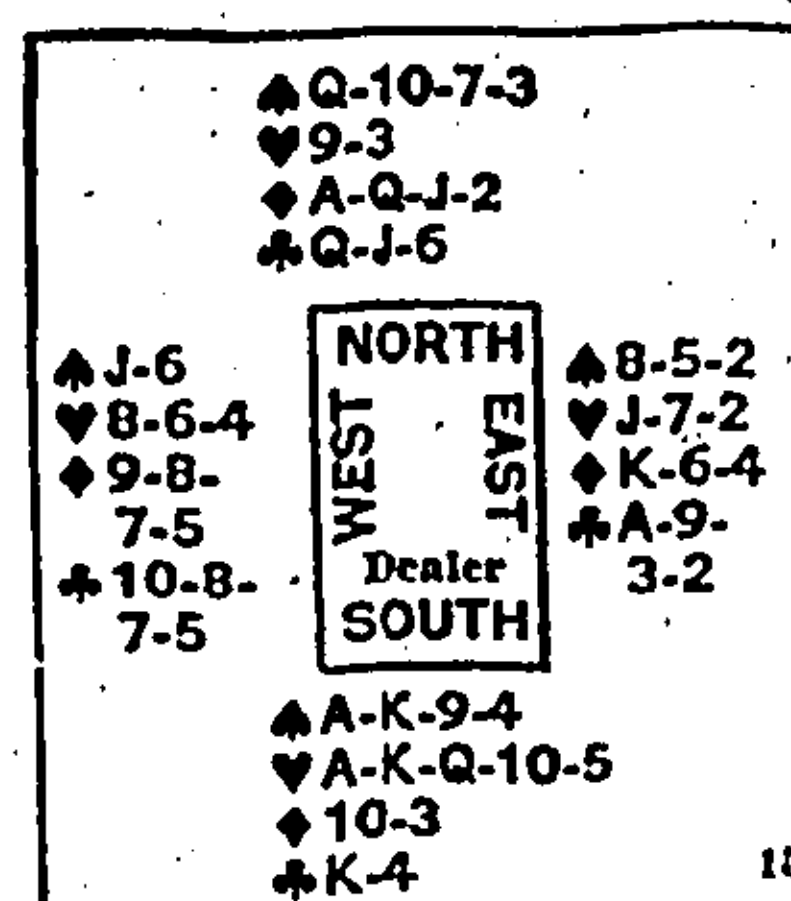 ♠ Q-10-7-3
♥ 9-3
♦ A-Q-J-2
♣ Q-J-6
♠ J-6
♥ 8-6-4
♦ 9-8-
7-5
♣ 10-8-
7-5
NORTH
WEST
EAST
Dealer
SOUTH
♠ 8-5-2
♥ J-7-2
♦ K-6-4
♣ A-9-
3-2
♠ A-K-9-4
♥ A-K-Q-10-5
♦ 10-3
♣ K-4